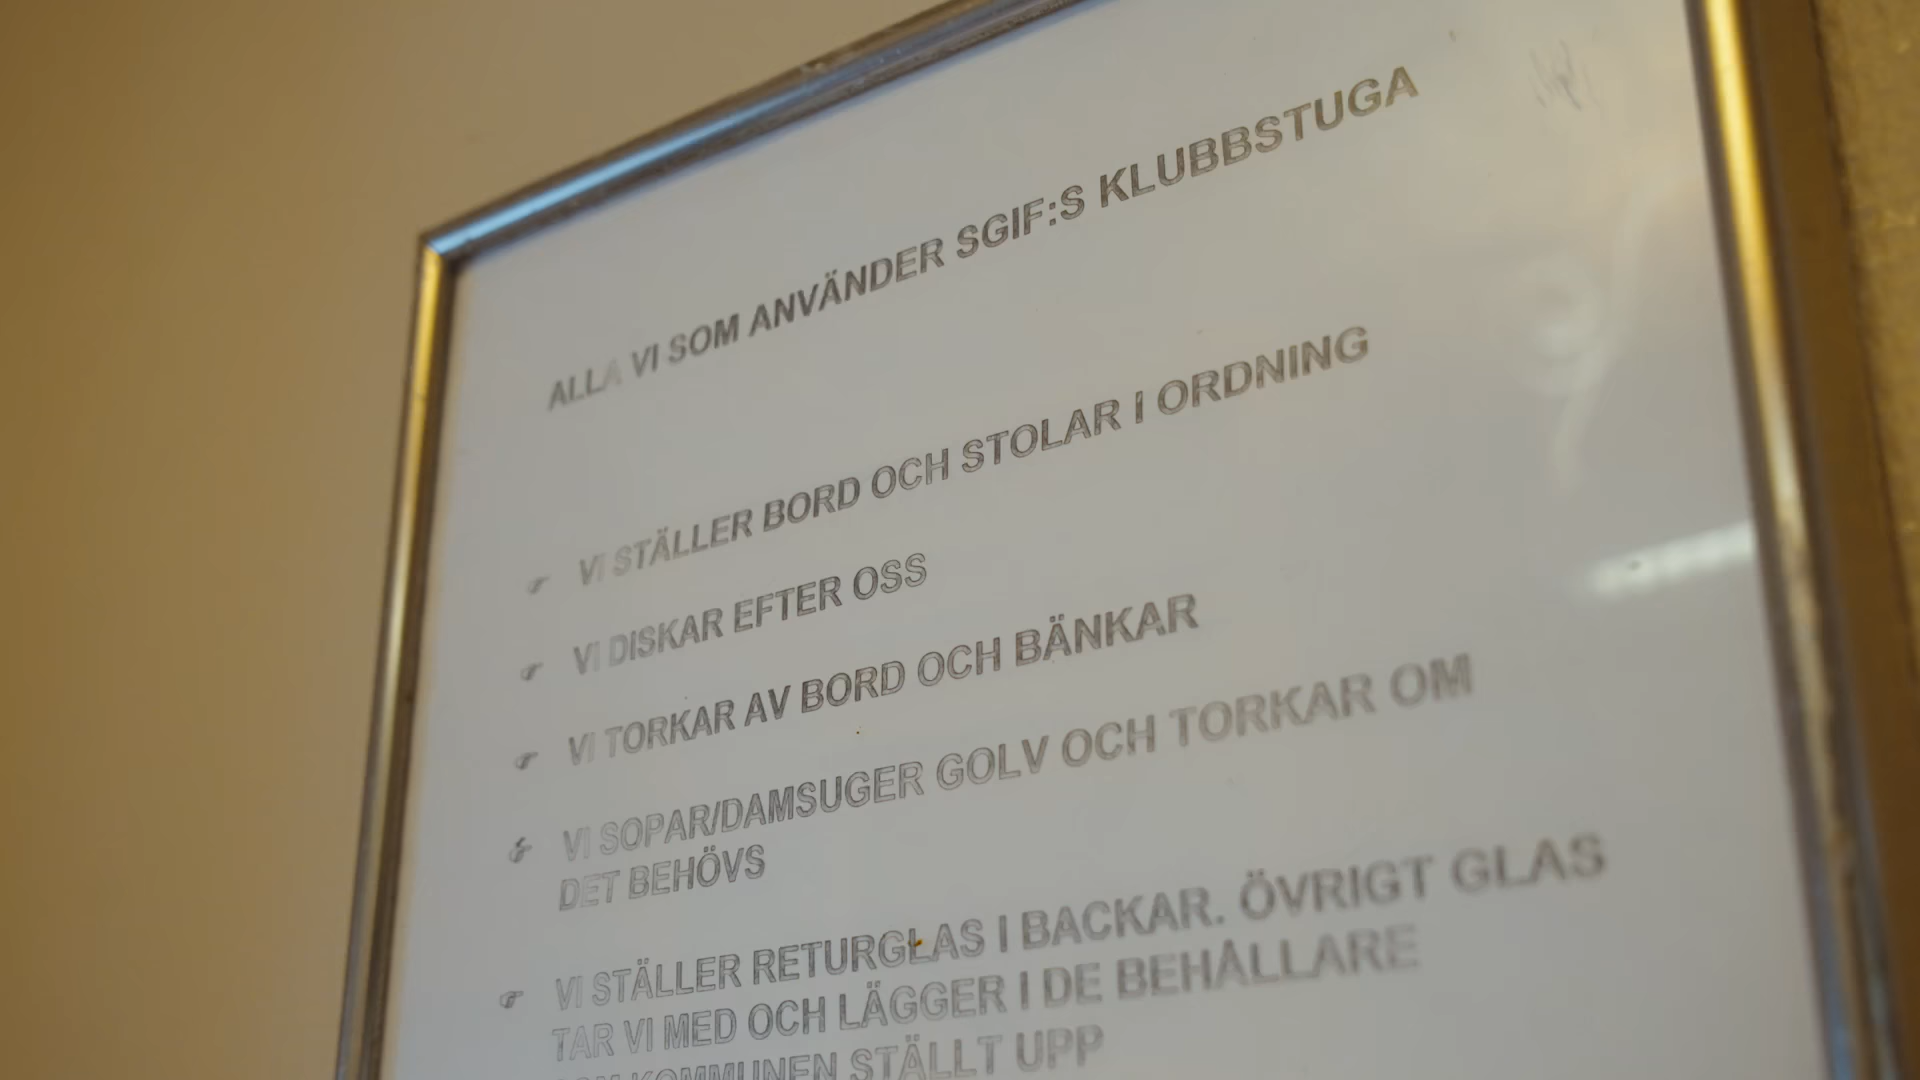 ALLA VI SOM ANVÄNDER SGIF:S KLUBBSTUGA
VI STÄLLER BORD OCH STOLAR I ORDNING
VI DISKAR EFTER OSS
VI TORKAR AV BORD OCH BÄNKAR
VI SOPAR/DAMSUGER GOLV OCH TORKAR OM
DET BEHÖVS
VI STÄLLER RETURGLAS I BACKAR. ÖVRIGT GLAS
TAR VI MED OCH LÄGGER I DE BEHÅLLARE
SOM KOMMUNEN STÄLLT UPP